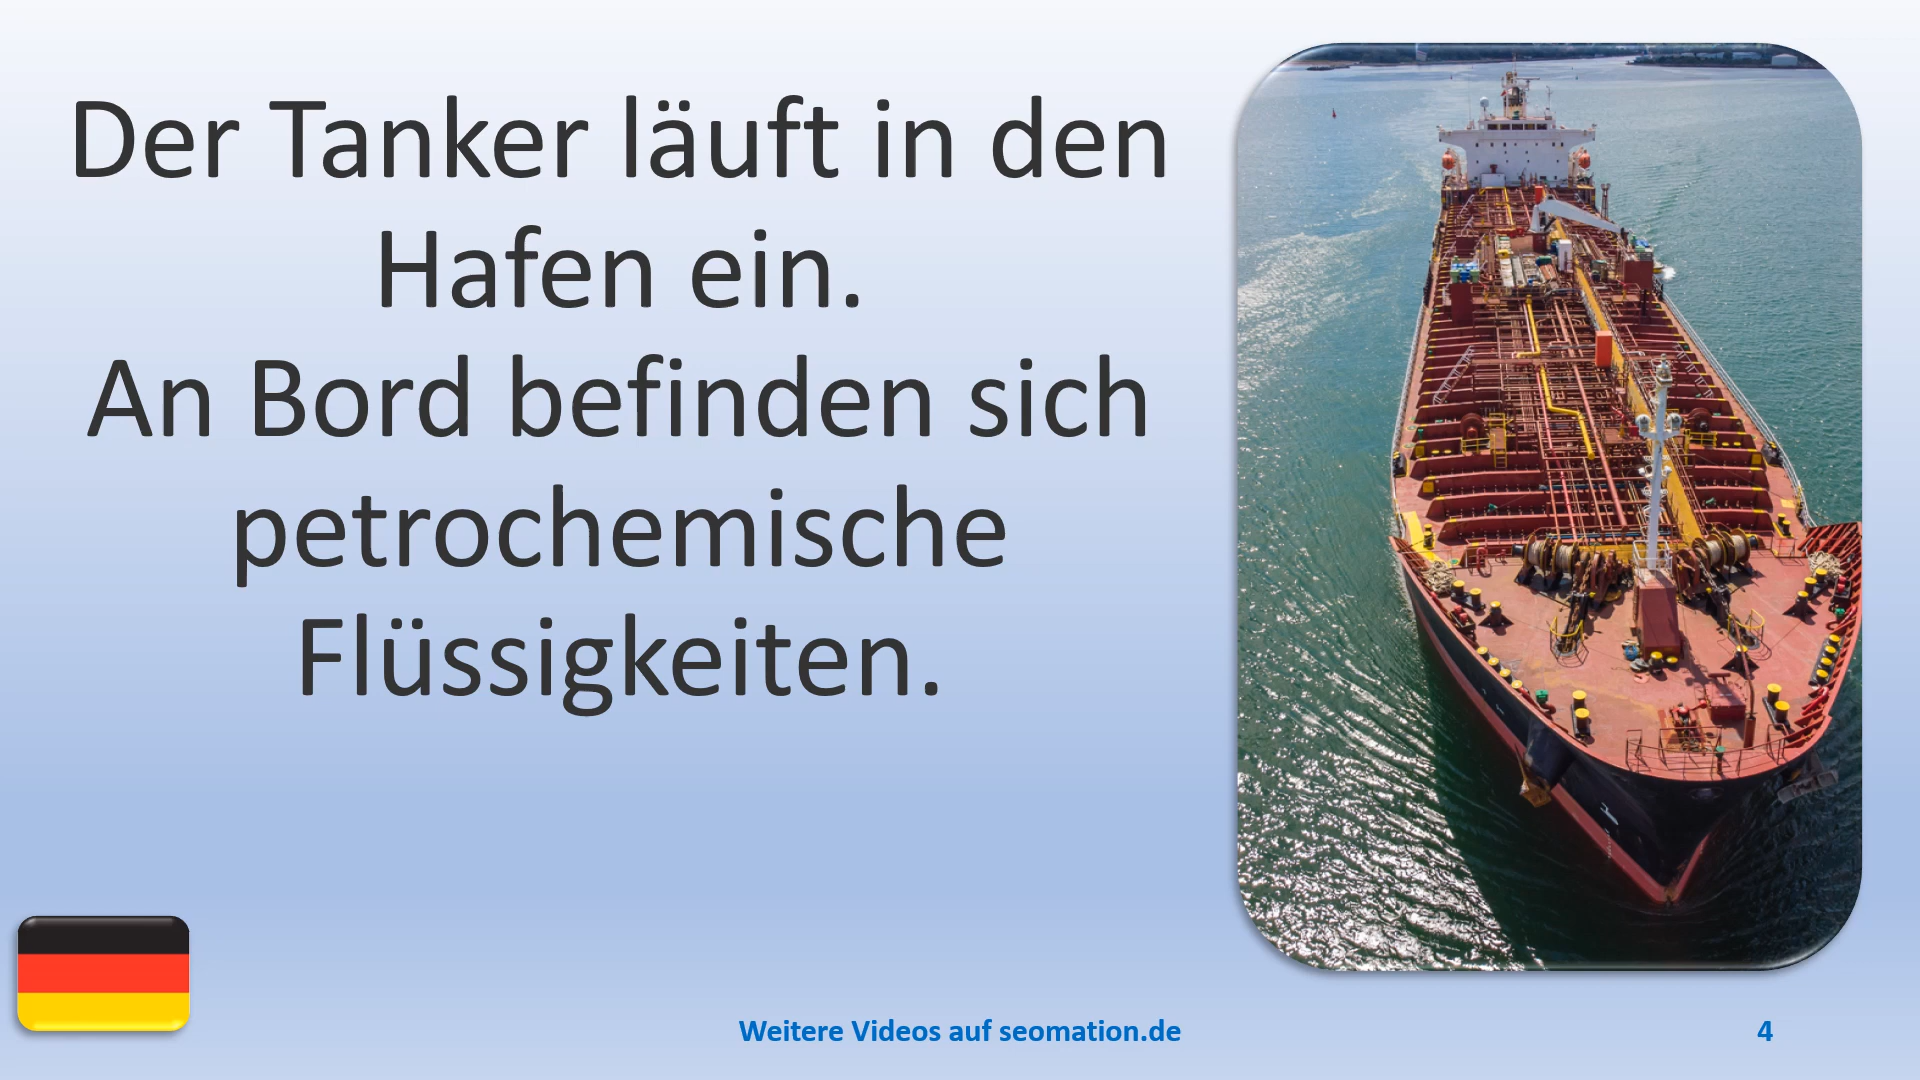 Der Tanker läuft in den
Hafen ein.
An Bord befinden sich
petrochemische
Flüssigkeiten.
Weitere Videos auf seomation.de
4